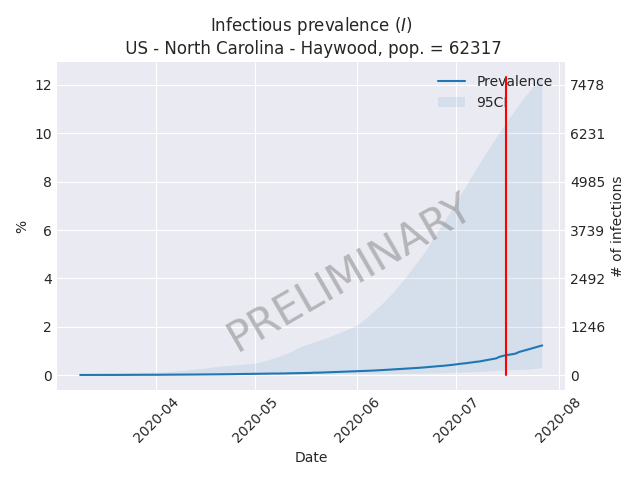 Infectious prevalence (I)
US - North Carolina - Haywood, pop. = 62317
Prevalence
95CI
12
10
8
6
4
2
0
%
7478
6231
4985
3739
2492
1246
0
# of infections
PRELIMINARY
2020-04
2020-05
2020-06
2020-07
2020-08
Date